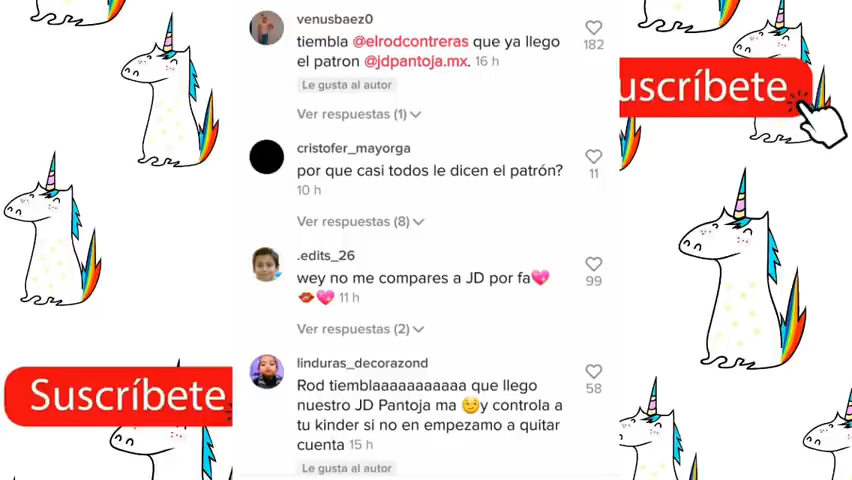 venusbaez0
tiembla @elrodcontreras que ya llego
el patron @jdpantoja.mx. 16 h
182
Le gusta al autor
Ver respuestas (1)
cristofer_mayorga
por que casi todos le dicen el patrón?
11
10 h
Ver respuestas (8)
.edits_26
wey no me compares a JD por fa💖
👄💖 11 h
99
Ver respuestas (2)
linduras_decorazond
Rod tiemblaaaaaaaaaaa que llego
nuestro JD Pantoja ma 😏y controla a
tu kinder si no en empezamo a quitar
cuenta 15 h
58
Le gusta al autor
uscríbete
Suscríbete